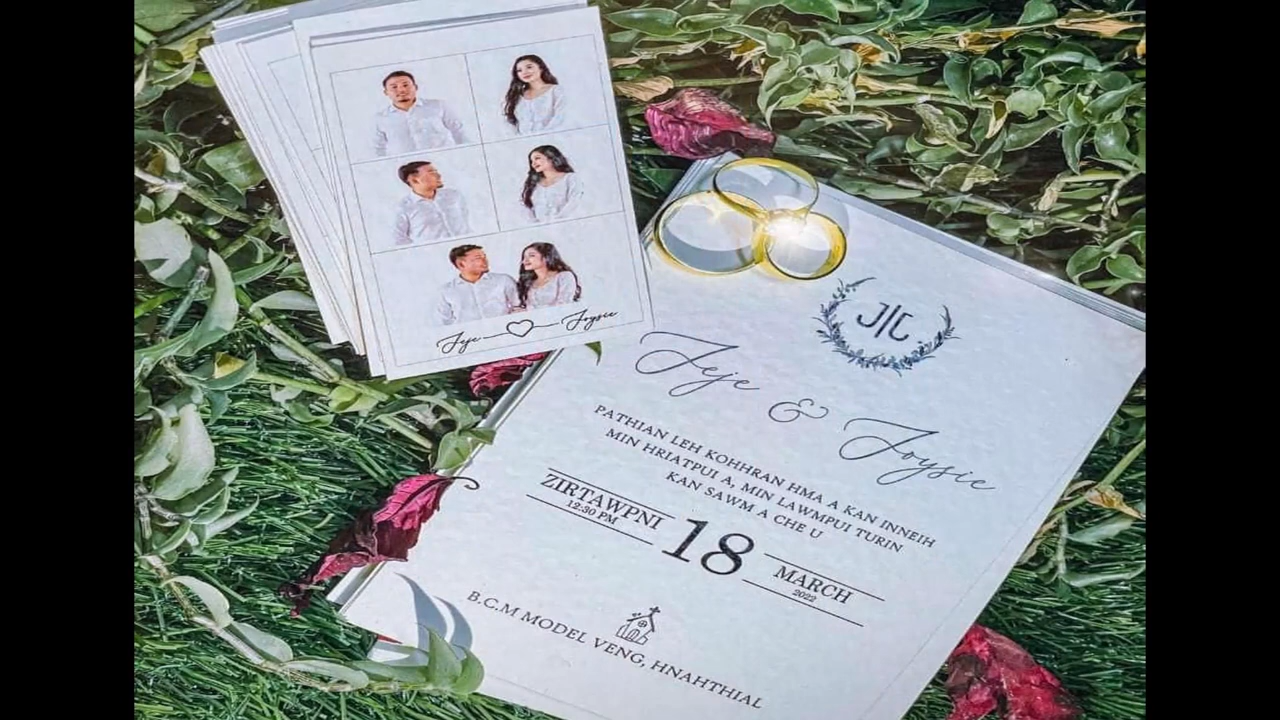 Jeje Joysie
J|C
Jeje & Joysie
PATHIAN LEH KOHHRAN HMA A KAN INNEIH
MIN HRIATPUI A, MIN LAWMPUI TURIN
KAN SAWM A CHE U
ZIRTAWPNI
12:30 PM
18
MARCH
2022
B.C.M MODEL VENG, HNAHTHIAL